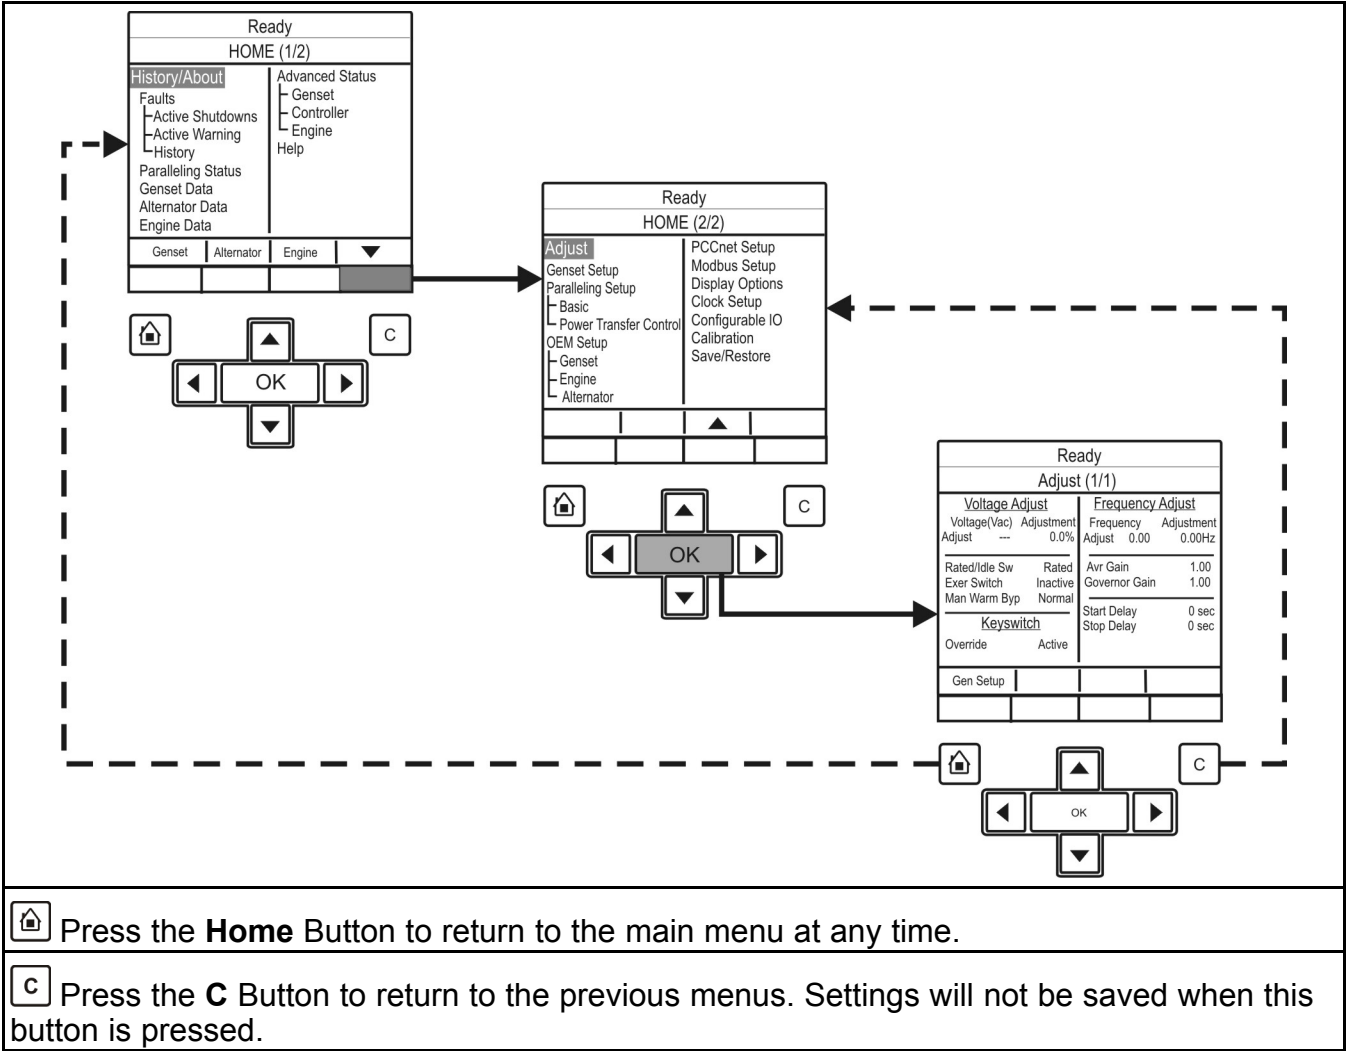 Ready
HOME (1/2)
History/About
Faults
Active Shutdowns
Active Warning
History
Paralleling Status
Genset Data
Alternator Data
Engine Data
Advanced Status
Genset
Controller
Engine
Help
Genset Alternator Engine
C
OK
Ready
HOME (2/2)
Adjust
Genset Setup
Paralleling Setup
Basic
Power Transfer Control
OEM Setup
Genset
Engine
Alternator
PCCnet Setup
Modbus Setup
Display Options
Clock Setup
Configurable IO
Calibration
Save/Restore
C
OK
Ready
Adjust (1/1)
Voltage Adjust
Voltage(Vac) Adjustment
Adjust --- 0.0%
Rated/Idle Sw Rated
Exer Switch Inactive
Man Warm Byp Normal
Keyswitch
Override Active
Frequency Adjust
Frequency Adjustment
Adjust 0.00 0.00Hz
Avr Gain 1.00
Governor Gain 1.00
Start Delay 0 sec
Stop Delay 0 sec
Gen Setup
C
OK
Press the Home Button to return to the main menu at any time.
C Press the C Button to return to the previous menus. Settings will not be saved when this
button is pressed.